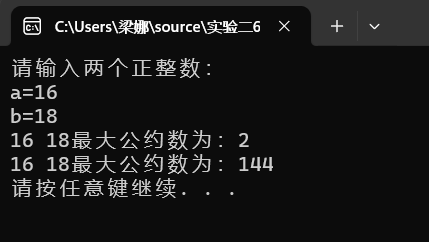 C:\Users\梁娜\source\实验二6
请输入两个正整数:
a=16
b=18
16 18最大公约数为: 2
16 18最大公约数为: 144
请按任意键继续. . .